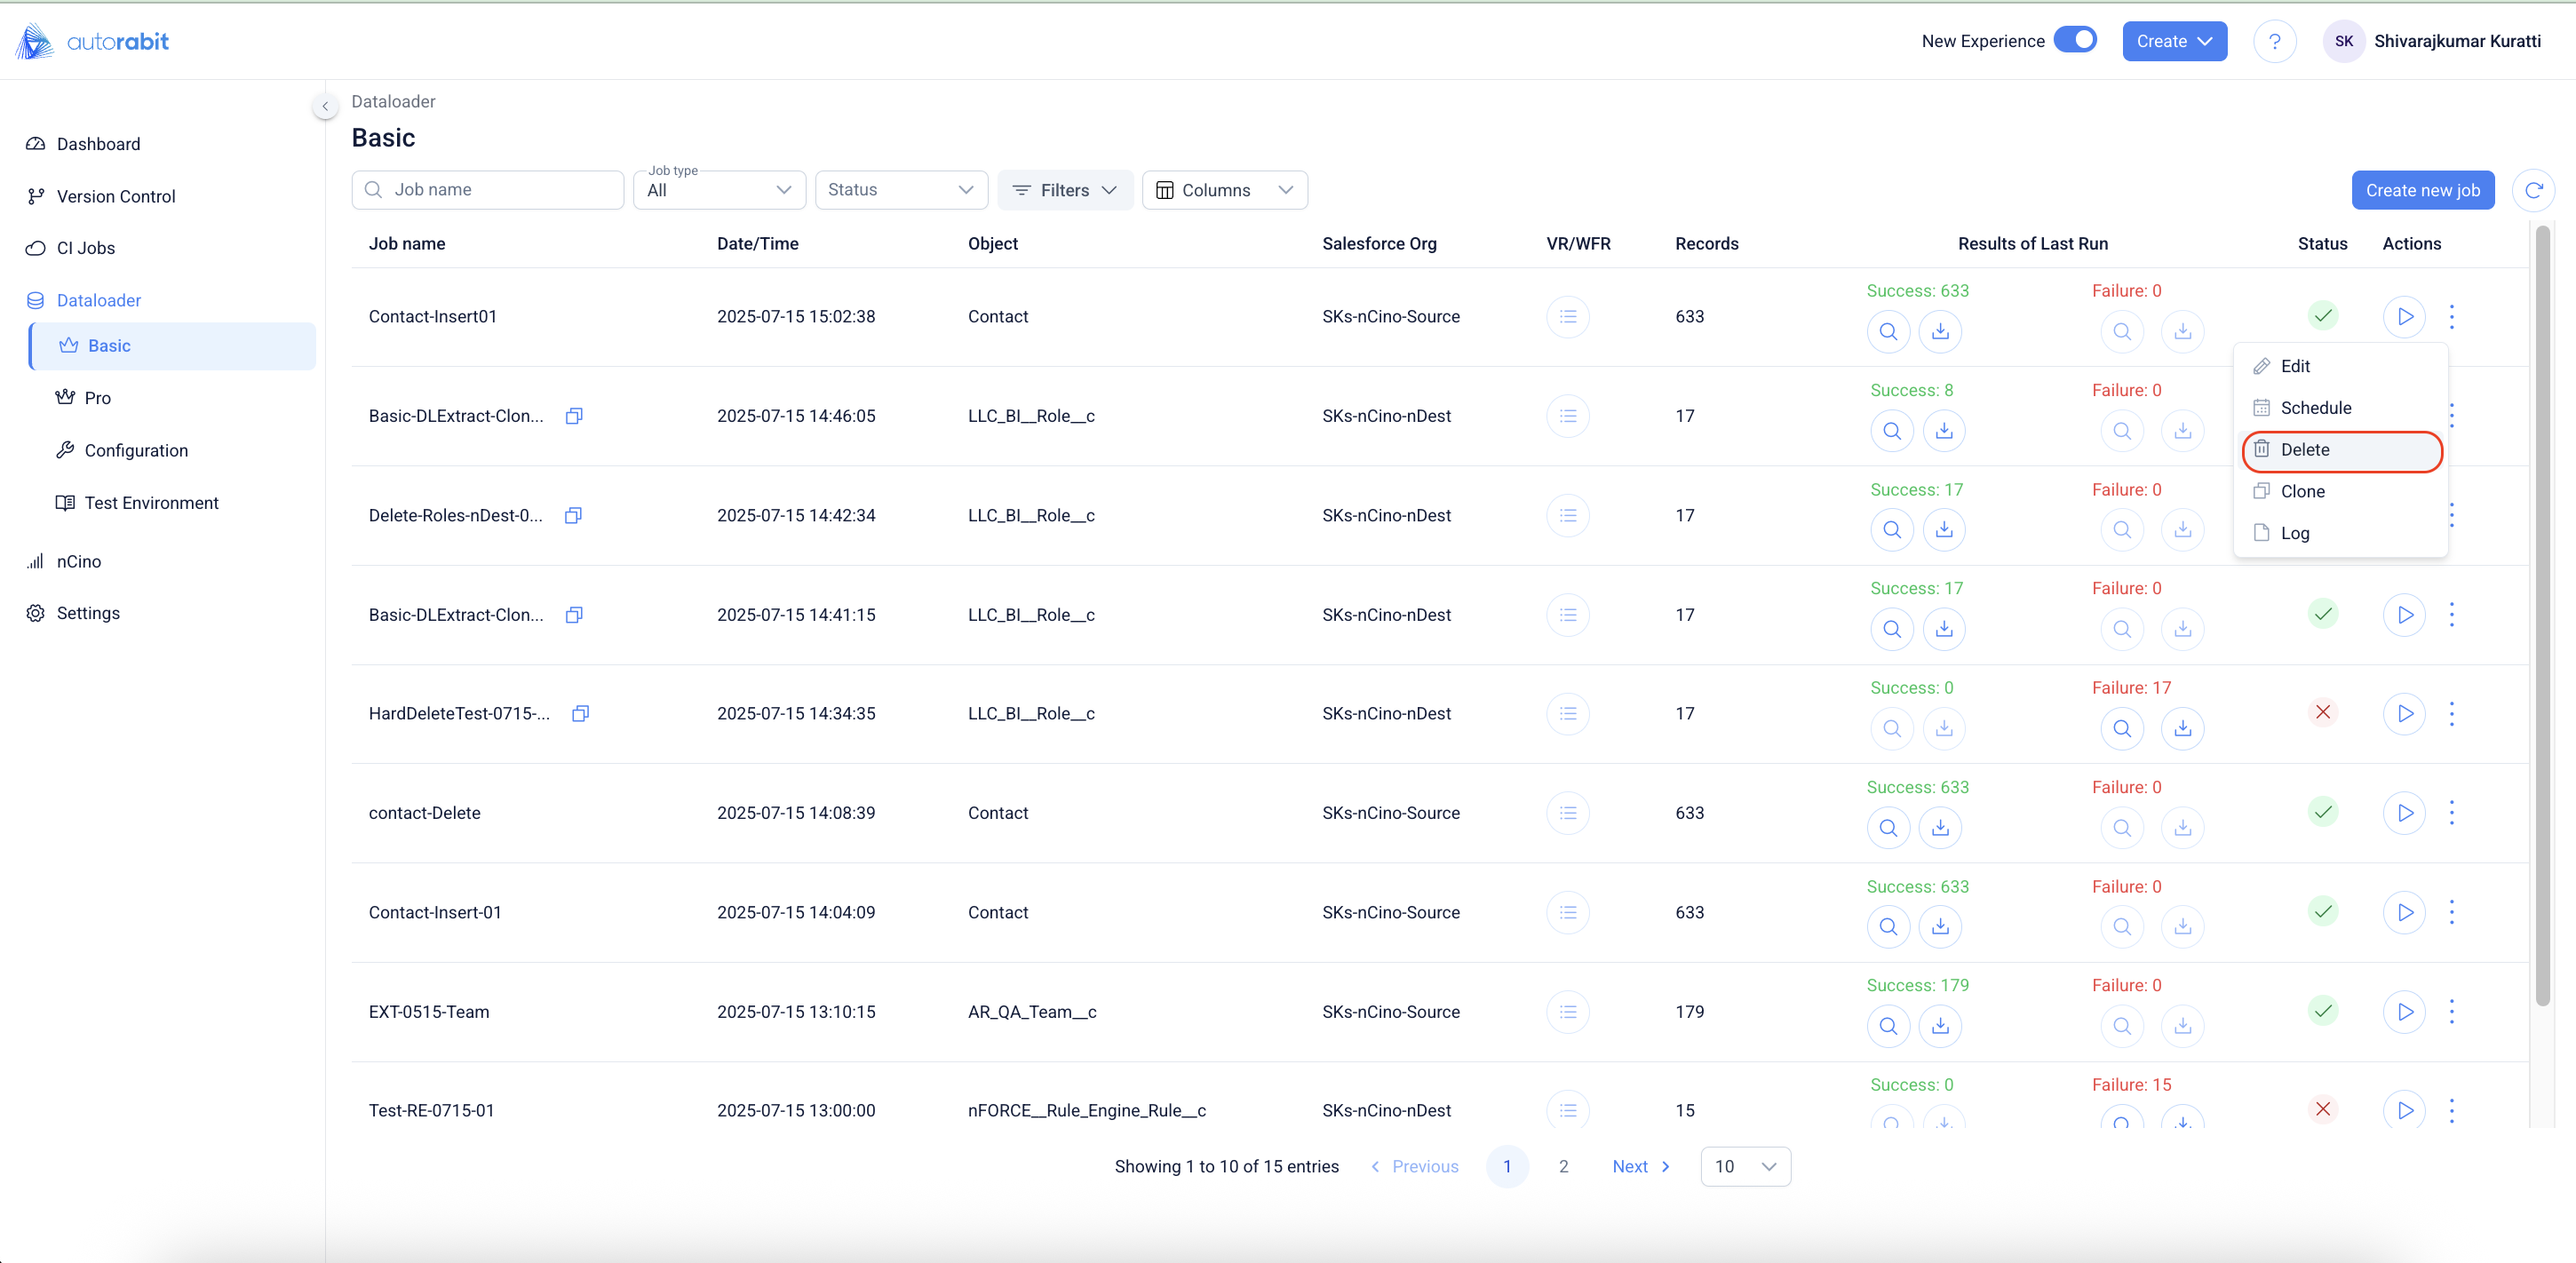 autorabit
New Experience
Create
?
SK
Shivarajkumar Kuratti
Dashboard
Version Control
CI Jobs
Dataloader
Basic
Pro
Configuration
Test Environment
nCino
Settings
Dataloader
Basic
Job name
Job type
All
Status
Filters
Columns
Create new job
Job name Date/Time Object Salesforce Org VR/WFR Records Results of Last Run Status Actions
Success: 633 Failure: 0
Contact-Insert01 2025-07-15 15:02:38 Contact SKs-nCino-Source 633
Edit
Schedule
Delete
Clone
Log
Success: 8 Failure: 0
Basic-DLExtract-Clon... 2025-07-15 14:46:05 LLC_BI__Role__c SKs-nCino-nDest 17
Success: 17 Failure: 0
Delete-Roles-nDest-0... 2025-07-15 14:42:34 LLC_BI__Role__c SKs-nCino-nDest 17
Success: 17 Failure: 0
Basic-DLExtract-Clon... 2025-07-15 14:41:15 LLC_BI__Role__c SKs-nCino-nDest 17
Success: 0 Failure: 17
HardDeleteTest-0715-... 2025-07-15 14:34:35 LLC_BI__Role__c SKs-nCino-nDest 17
Success: 633 Failure: 0
contact-Delete 2025-07-15 14:08:39 Contact SKs-nCino-Source 633
Success: 633 Failure: 0
Contact-Insert-01 2025-07-15 14:04:09 Contact SKs-nCino-Source 633
Success: 179 Failure: 0
EXT-0515-Team 2025-07-15 13:10:15 AR_QA_Team__c SKs-nCino-Source 179
Success: 0 Failure: 15
Test-RE-0715-01 2025-07-15 13:00:00 nFORCE__Rule_Engine_Rule__c SKs-nCino-nDest 15
Showing 1 to 10 of 15 entries Previous 1 2 Next 10